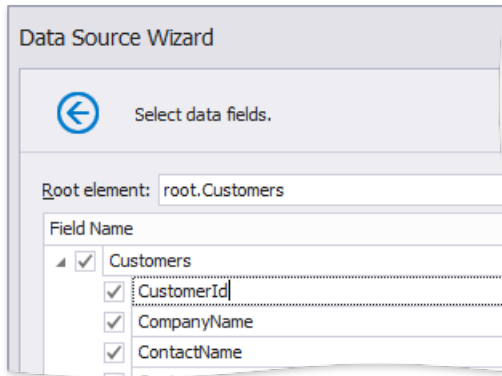 Data Source Wizard
Select data fields.
Root element: root.Customers
Field Name
Customers
CustomerId
CompanyName
ContactName